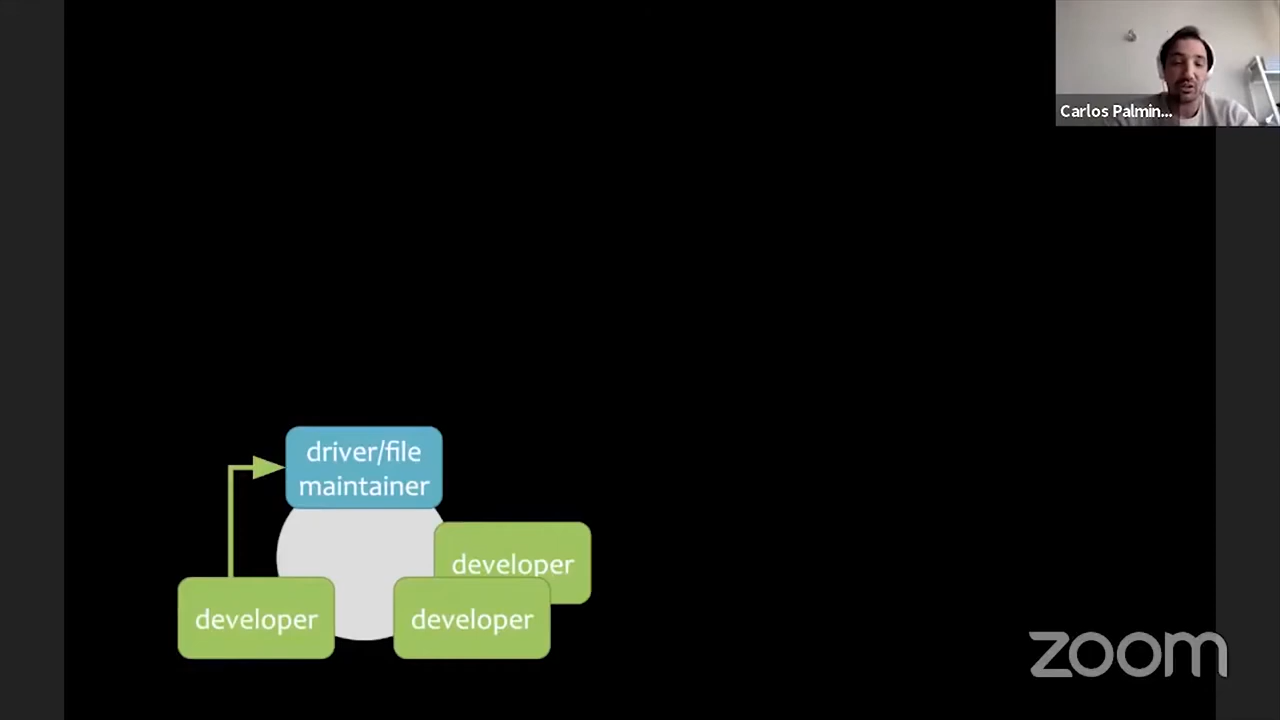 Carlos Palmin...
driver/file
maintainer
developer
developer
developer
zoom